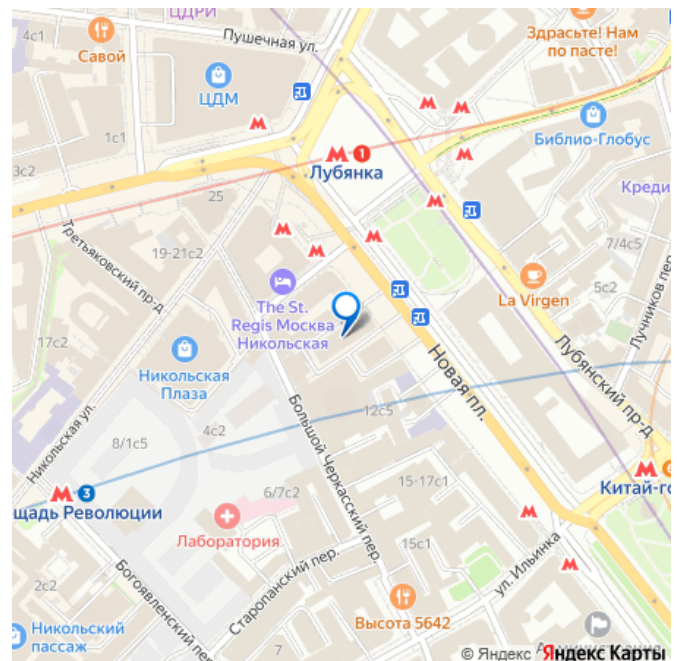 ЦДРИ
Пушечная ул.
Савой
ЦДМ
Здрасьте! Нам
по пасте!
Библио-Глобус
1с1
3с2
1
Лубянка
25
Креди
7/4с5
Третьяковский пр-д
19-21с2
The St.
Regis Москва
Никольская
La Virgen
5с2
Лучников пер.
17с2
Никольская
Плаза
Новая пл.
Лубянский пр-д
12с5
Никольская ул.
8/1с5
4с2
Большой Черкасский пер.
3
щадь Революции
6/7с2
15-17с1
Китай-го
Лаборатория
15с1
ул. Ильинка
Старопанский пер.
Богоявленский пер
2с2
Высота 5642
Никольский
пассаж
7
© Яндекс
Яндекс Карты